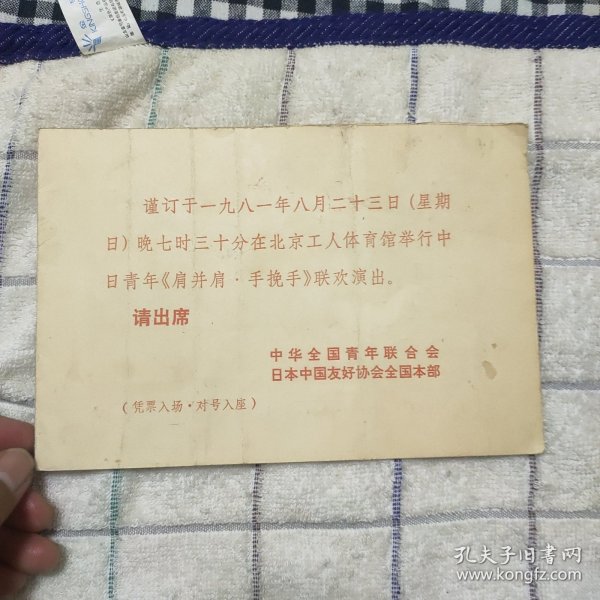 谨订于一九八一年八月二十三日(星期
日)晚七时三十分在北京工人体育馆举行中
日青年《肩并肩·手挽手》联欢演出。
请出席
中华全国青年联合会
日本中国友好协会全国本部
(凭票入场·对号入座)
孔夫子旧书网
www.kongfz.com